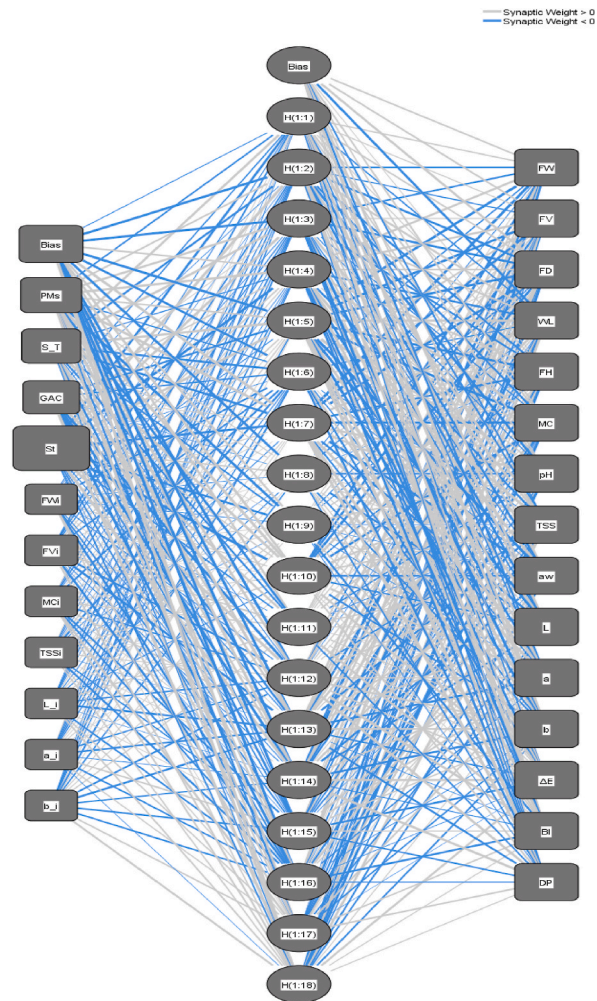 Synaptic Weight > 0
Synaptic Weight < 0
Bias
H(1:1)
H(1:2)
H(1:3)
H(1:4)
H(1:5)
H(1:6)
H(1:7)
H(1:8)
H(1:9)
H(1:10)
H(1:11)
H(1:12)
H(1:13)
H(1:14)
H(1:15)
H(1:16)
H(1:17)
H(1:18)
Bias
PMs
S_T
GAC
St
FWi
FVi
MCi
TSSi
L_i
a_i
b_i
FW
FV
FD
WL
FH
MC
pH
TSS
aw
L
a
b
ΔE
BI
DP